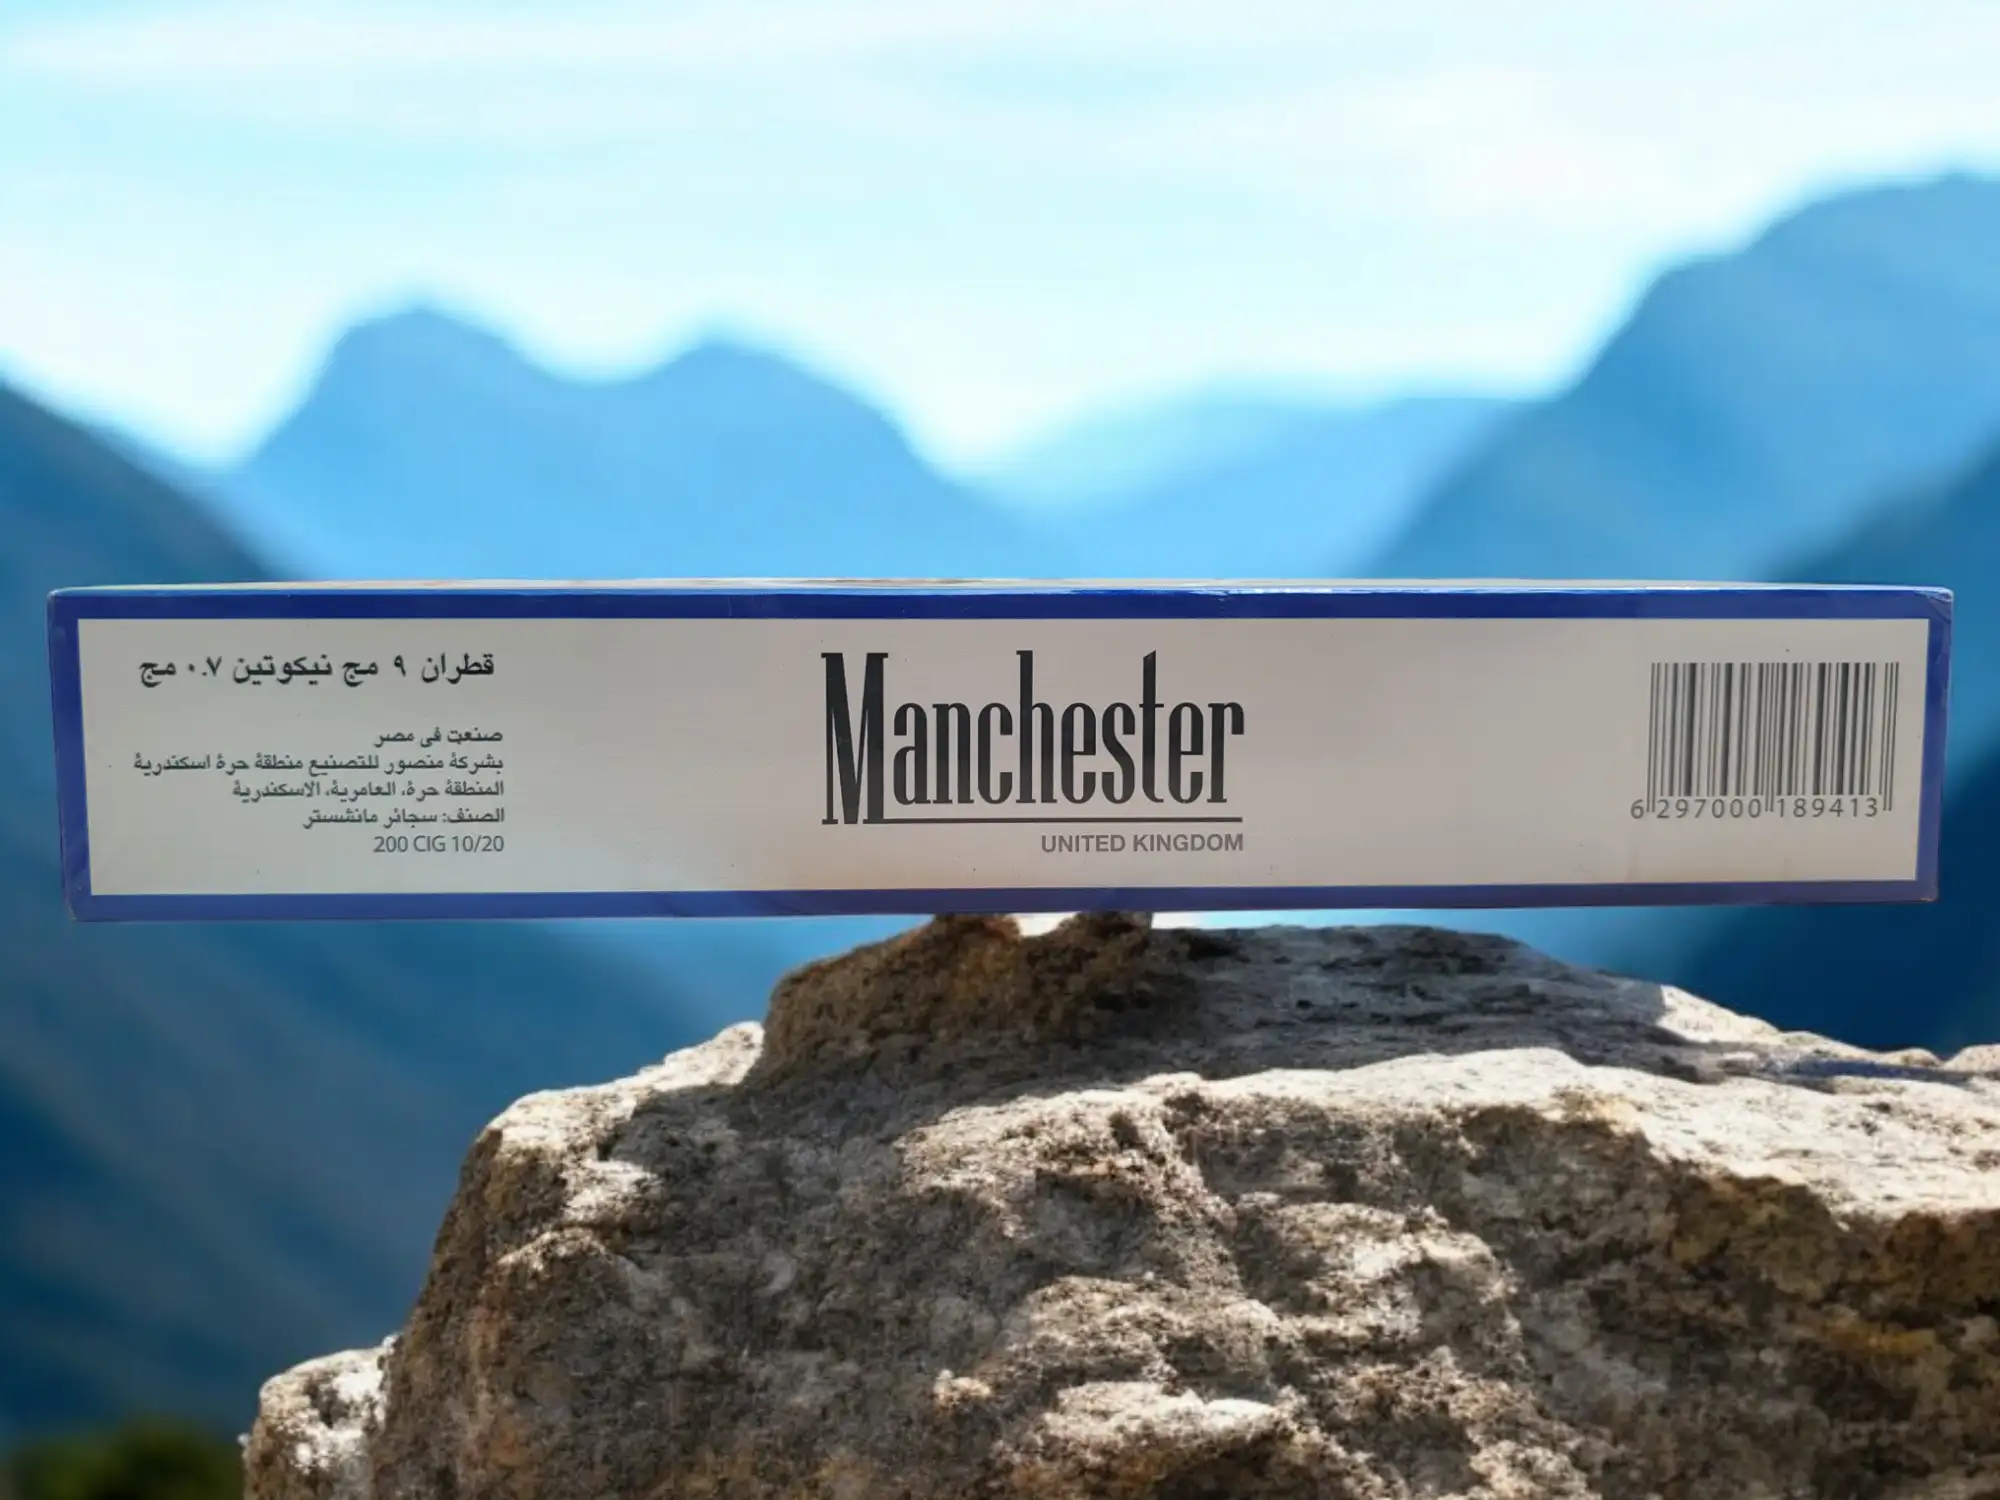 قطران ٩ مج نيكوتين ٠.٧ مج
صنعت فى مصر
بشركة منصور للتصنيع منطقة حرة اسكندرية
المنطقة حرة، العامرية، الاسكندرية
الصنف: سجائر مانشستر
200 CIG 10/20
Manchester
UNITED KINGDOM
6 297000 189413